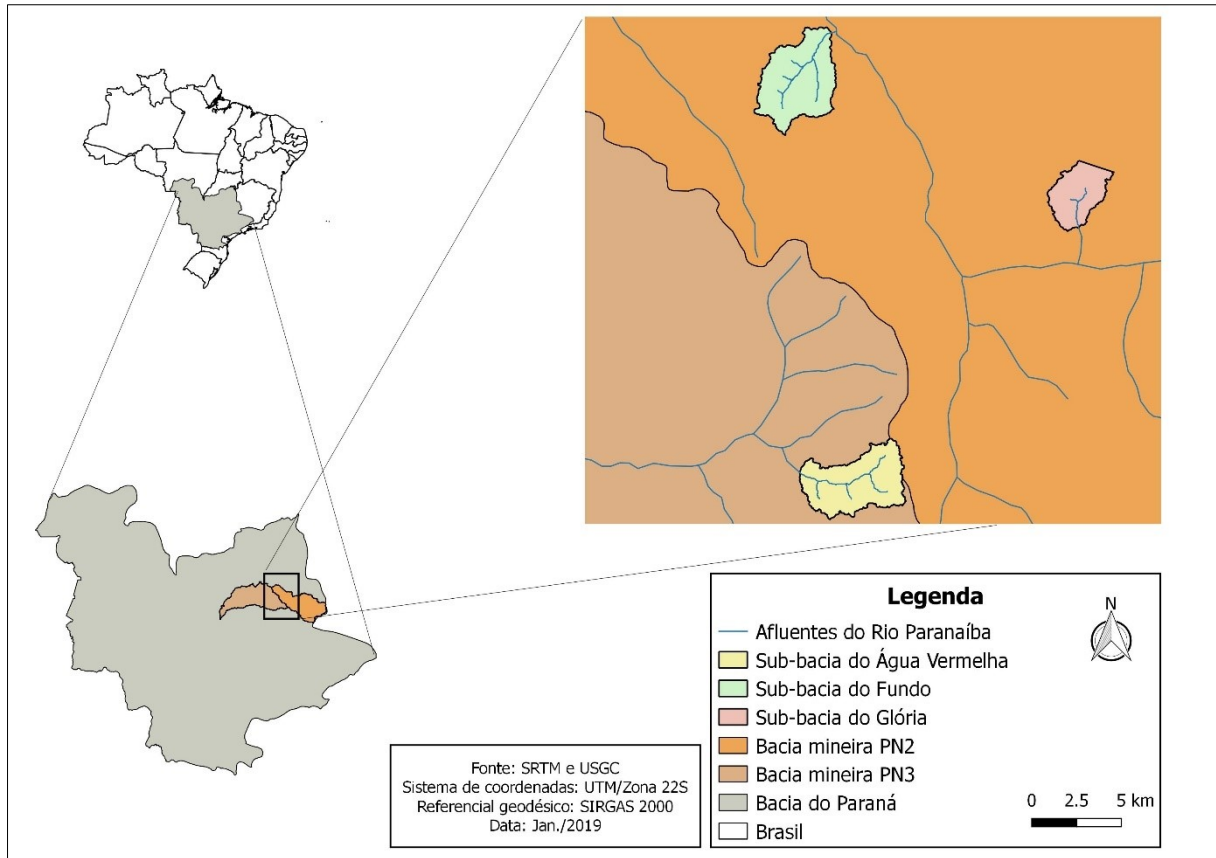 Legenda
Afluentes do Rio Paranaíba
Sub-bacia do Água Vermelha
Sub-bacia do Fundo
Sub-bacia do Glória
Bacia mineira PN2
Bacia mineira PN3
Bacia do Paraná
Brasil
N
0 2.5 5 km
Fonte: SRTM e USGC
Sistema de coordenadas: UTM/Zona 22S
Referencial geodésico: SIRGAS 2000
Data: Jan./2019